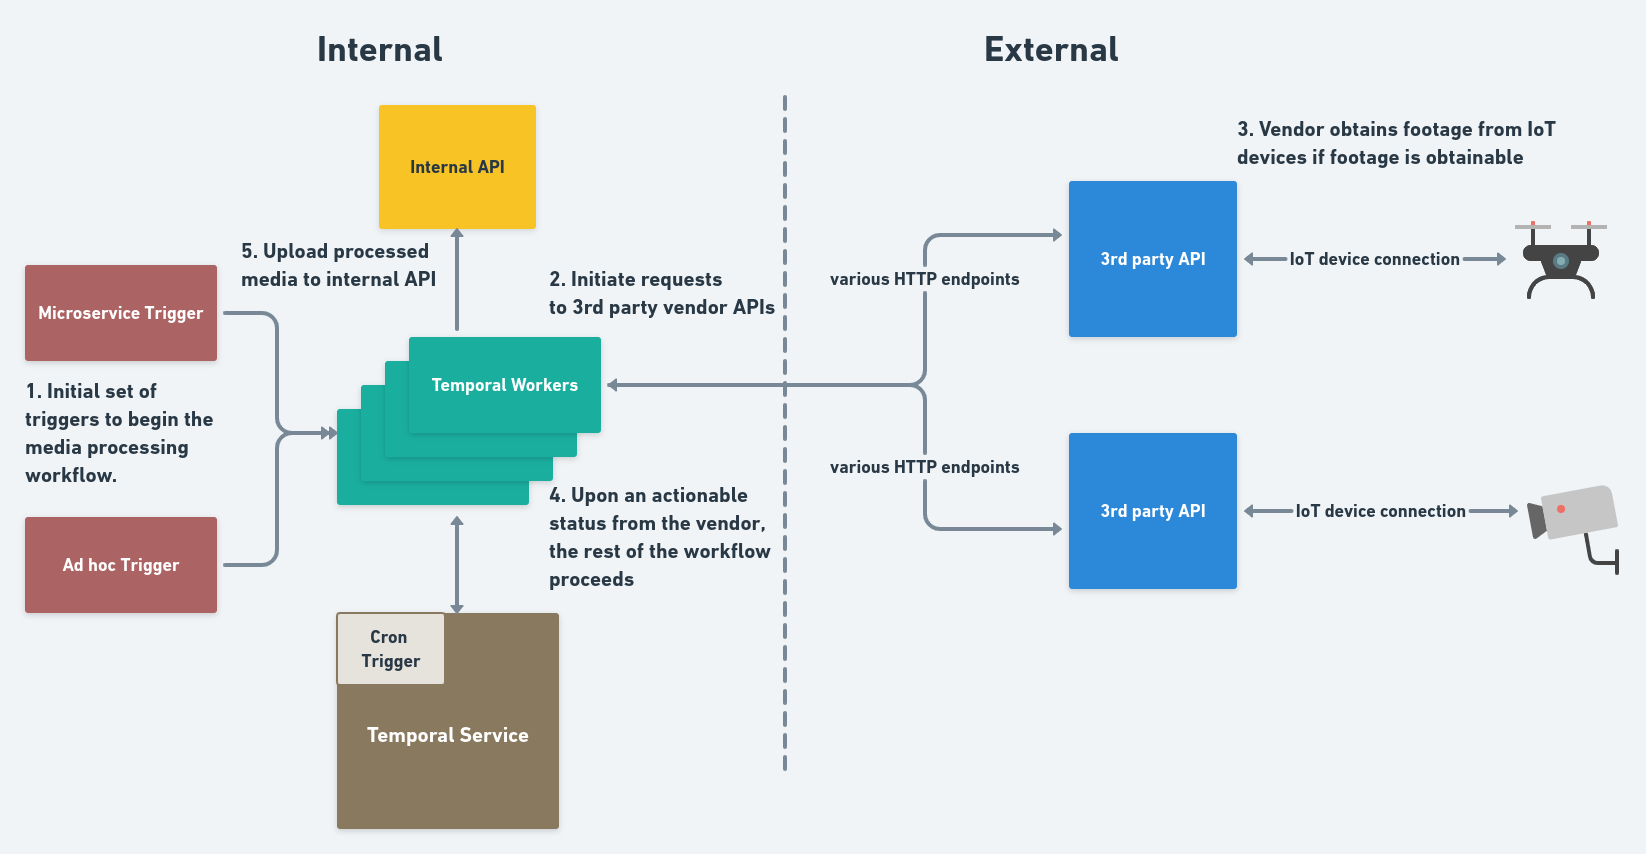 Internal
External
Internal API
3. Vendor obtains footage from IoT
devices if footage is obtainable
5. Upload processed
media to internal API
2. Initiate requests
to 3rd party vendor APIs
various HTTP endpoints
3rd party API
IoT device connection
Microservice Trigger
1. Initial set of
triggers to begin the
media processing
workflow.
Temporal Workers
various HTTP endpoints
3rd party API
IoT device connection
4. Upon an actionable
status from the vendor,
the rest of the workflow
proceeds
Ad hoc Trigger
Cron
Trigger
Temporal Service